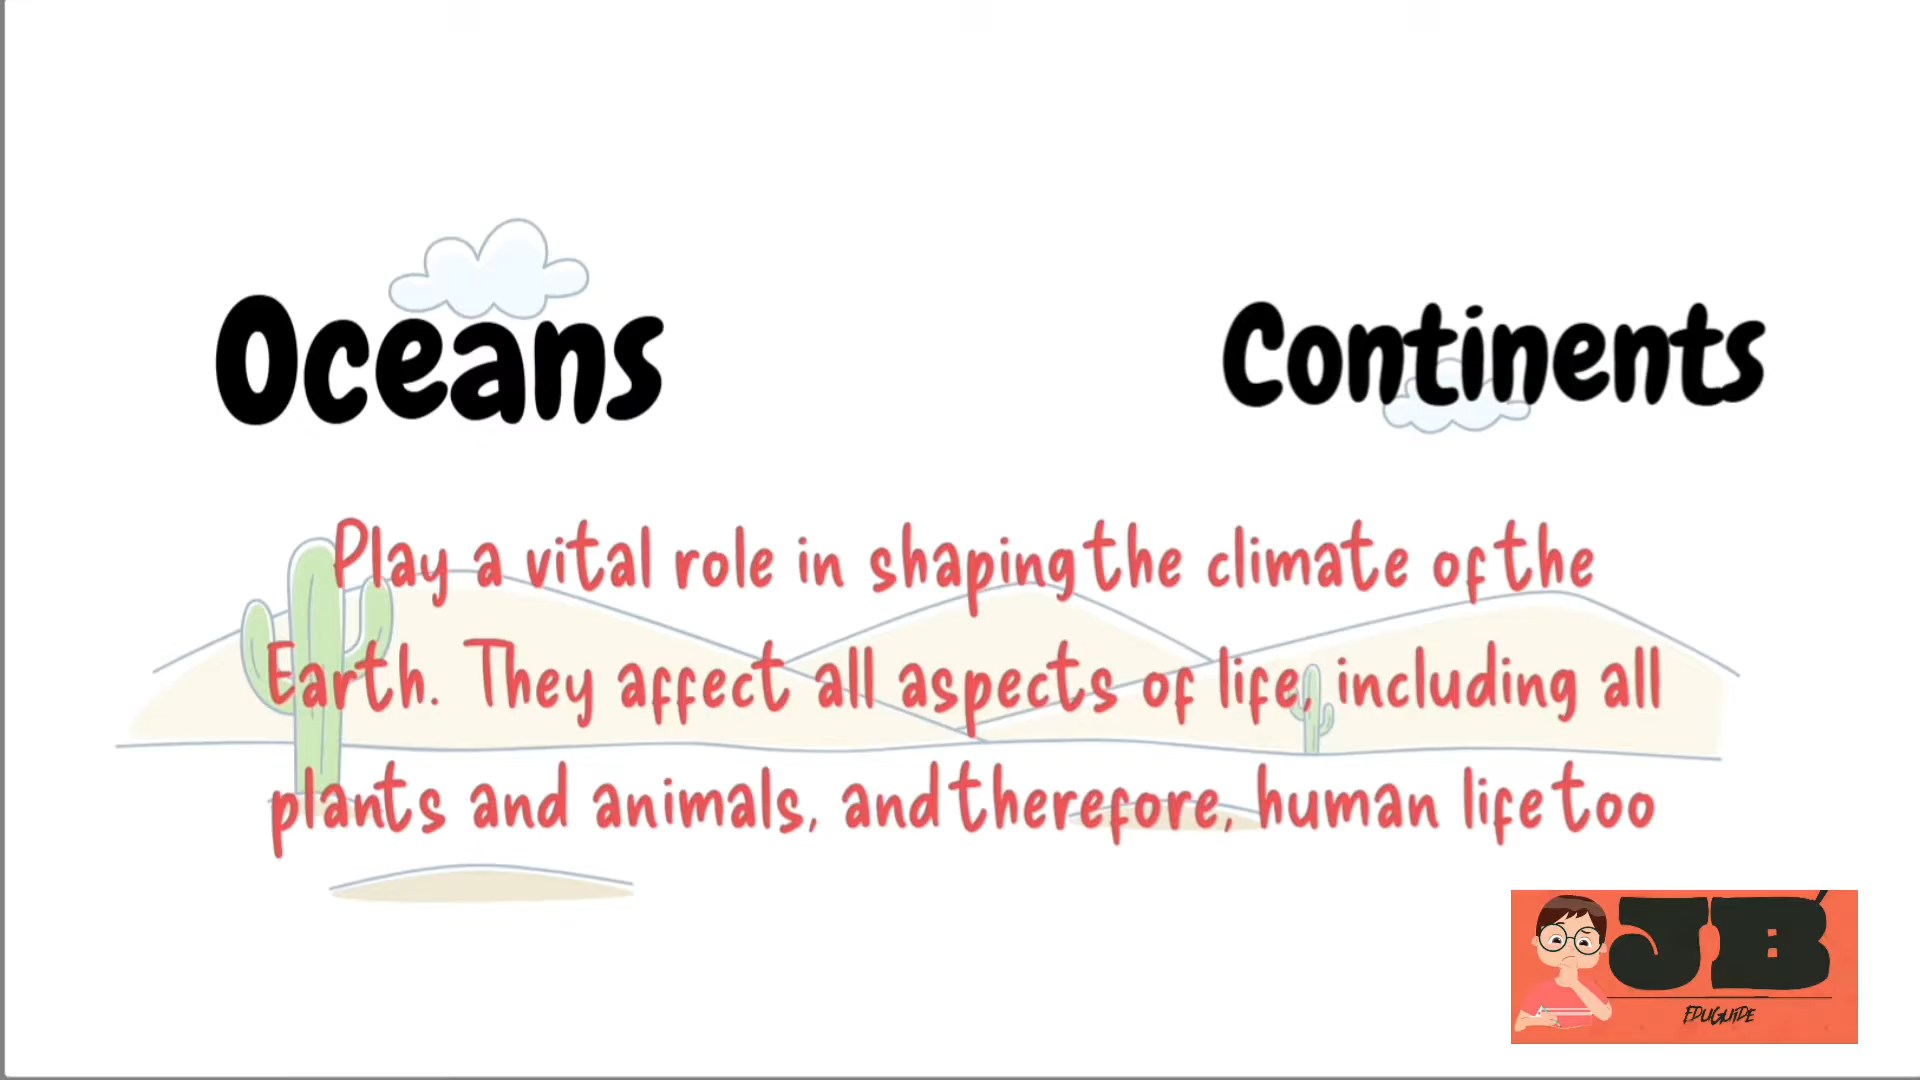 Oceans
Continents
Play a vital role in shaping the climate of the
Earth. They affect all aspects of life, including all
plants and animals, and therefore, human life too
JB
EDUGUIDE